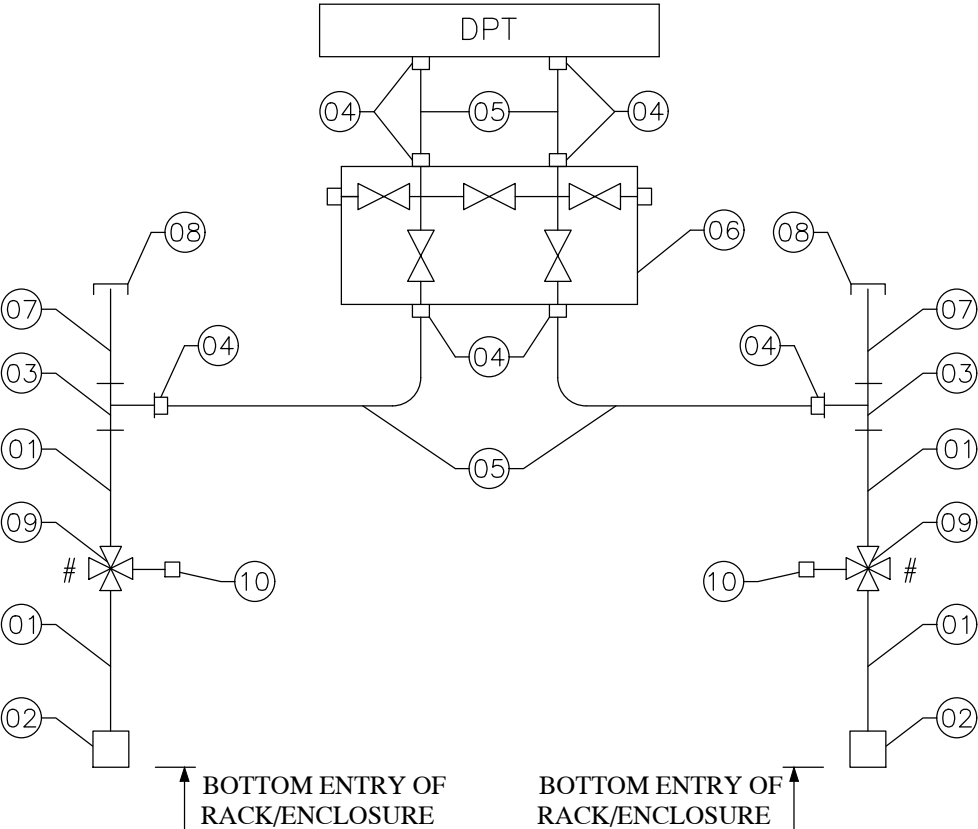 DPT
04 05 04
08 06 08
07 07
04 04 04
03 03
01 05 01
09 09
# #
10 10
01 01
02 02
BOTTOM ENTRY OF BOTTOM ENTRY OF
RACK/ENCLOSURE RACK/ENCLOSURE